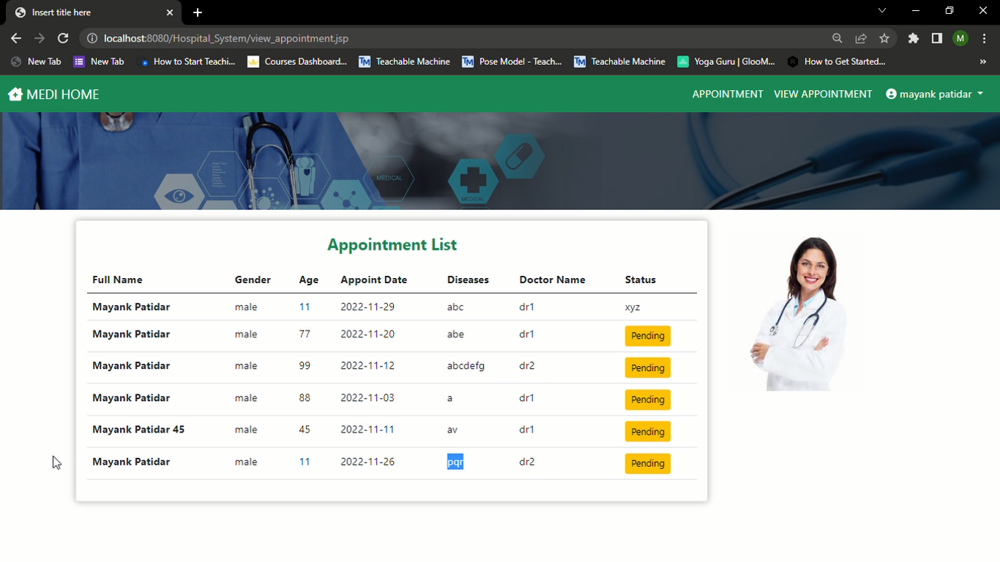 Insert title here
localhost:8080/Hospital_System/view_appointment.jsp
M
New Tab New Tab How to Start Teachi... Courses Dashboard... TM Teachable Machine TM Pose Model - Teach... TM Teachable Machine Yoga Guru | GlooM... How to Get Started... »
MEDI HOME APPOINTMENT VIEW APPOINTMENT mayank patidar
MEDICAL
MEDICAL
Appointment List
Full Name Gender Age Appoint Date Diseases Doctor Name Status
Mayank Patidar male 11 2022-11-29 abc dr1 xyz
Mayank Patidar male 77 2022-11-20 abe dr1 Pending
Mayank Patidar male 99 2022-11-12 abcdefg dr2 Pending
Mayank Patidar male 88 2022-11-03 a dr1 Pending
Mayank Patidar 45 male 45 2022-11-11 av dr1 Pending
Mayank Patidar male 11 2022-11-26 pqr dr2 Pending